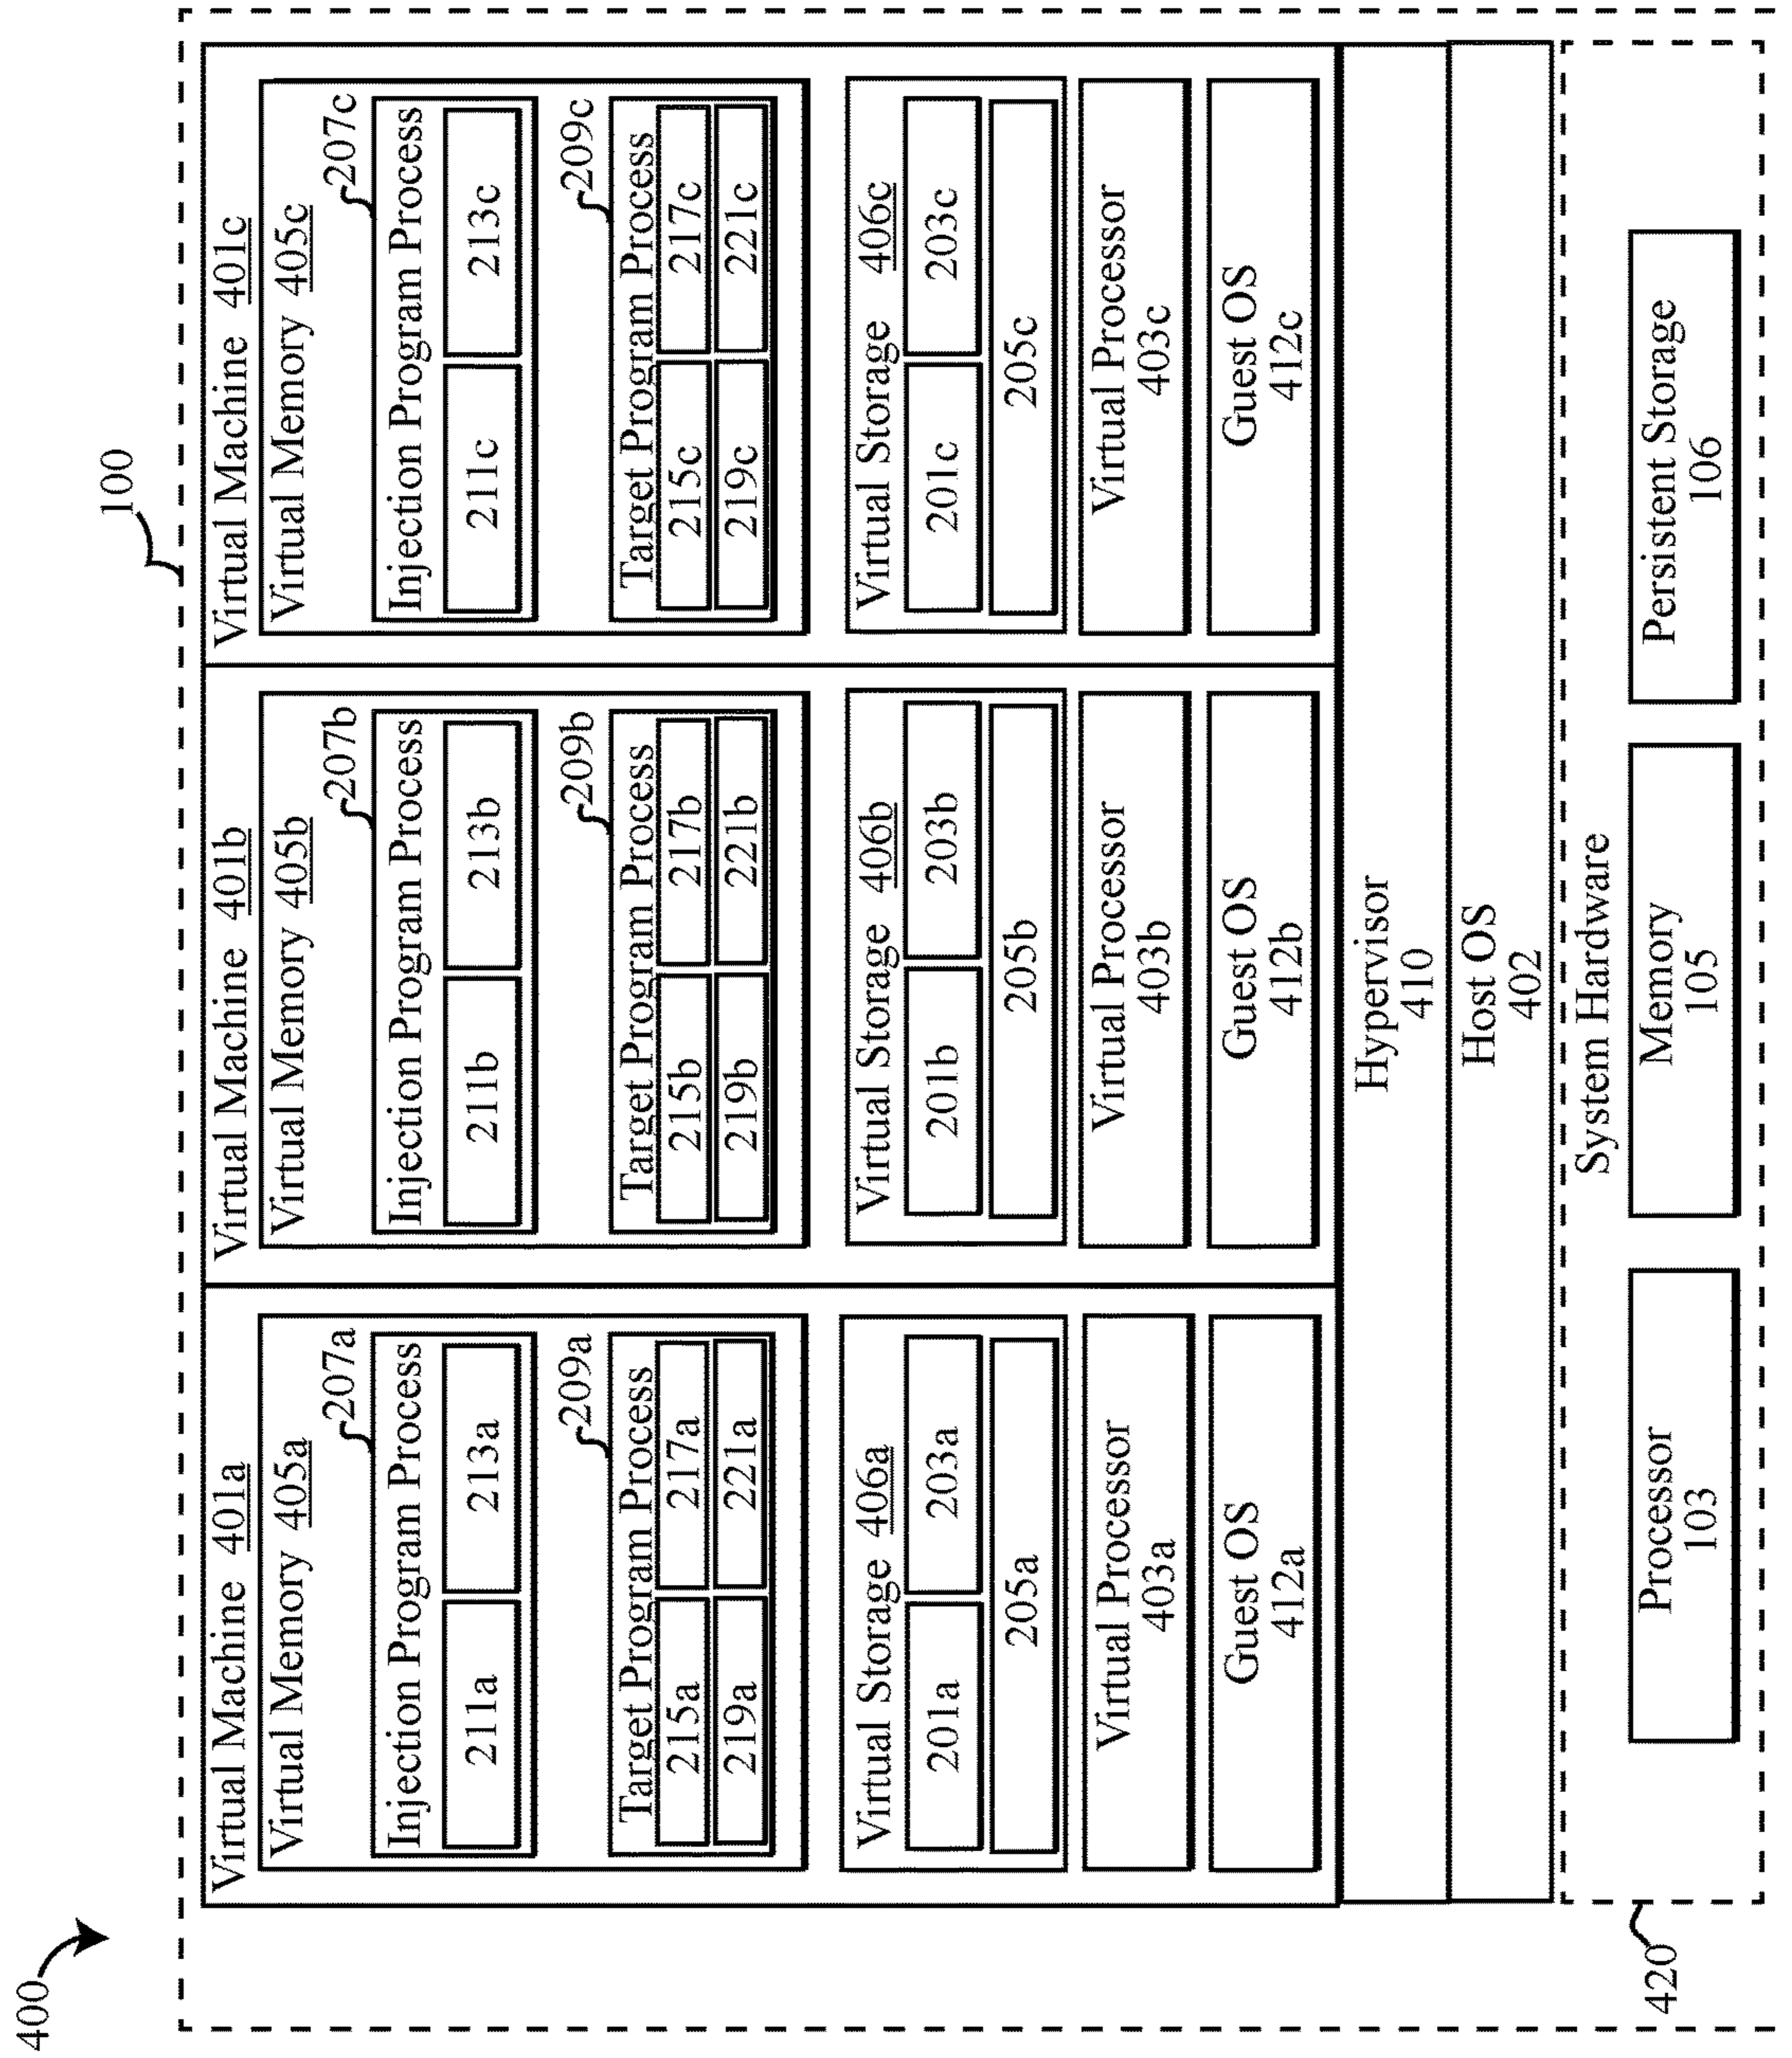 400
100
Virtual Machine 401a
Virtual Memory 405a
207a
Injection Program Process
211a
213a
209a
Target Program Process
215a
217a
219a
221a
Virtual Storage 406a
201a
203a
205a
Virtual Processor
403a
Guest OS
412a
Virtual Machine 401b
Virtual Memory 405b
207b
Injection Program Process
211b
213b
209b
Target Program Process
215b
217b
219b
221b
Virtual Storage 406b
201b
203b
205b
Virtual Processor
403b
Guest OS
412b
Virtual Machine 401c
Virtual Memory 405c
207c
Injection Program Process
211c
213c
209c
Target Program Process
215c
217c
219c
221c
Virtual Storage 406c
201c
203c
205c
Virtual Processor
403c
Guest OS
412c
Hypervisor
410
Host OS
402
System Hardware
Processor
103
Memory
105
Persistent Storage
106
420